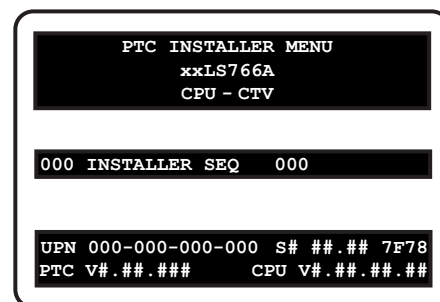 PTC INSTALLER MENU
xxLS766A
CPU – CTV
000 INSTALLER SEQ 000
UPN 000-000-000-000 S# ##.## 7F78
PTC V#.##.### CPU V#.##.##.##